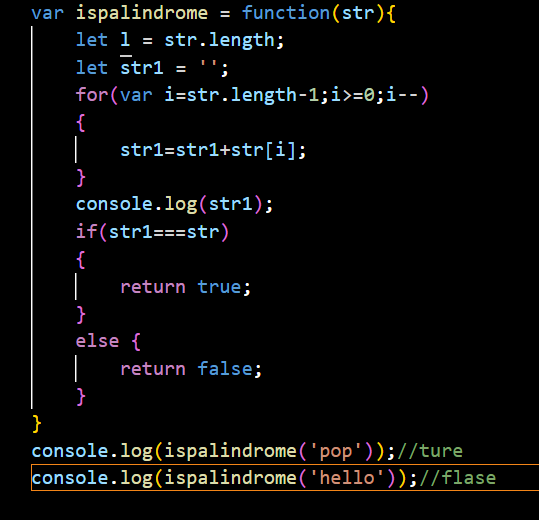 var ispalindrome = function(str){
let l = str.length;
let str1 = '';
for(var i=str.length-1;i>=0;i--)
{
str1=str1+str[i];
}
console.log(str1);
if(str1===str)
{
return true;
}
else {
return false;
}
}
console.log(ispalindrome('pop'));//ture
console.log(ispalindrome('hello'));//flase